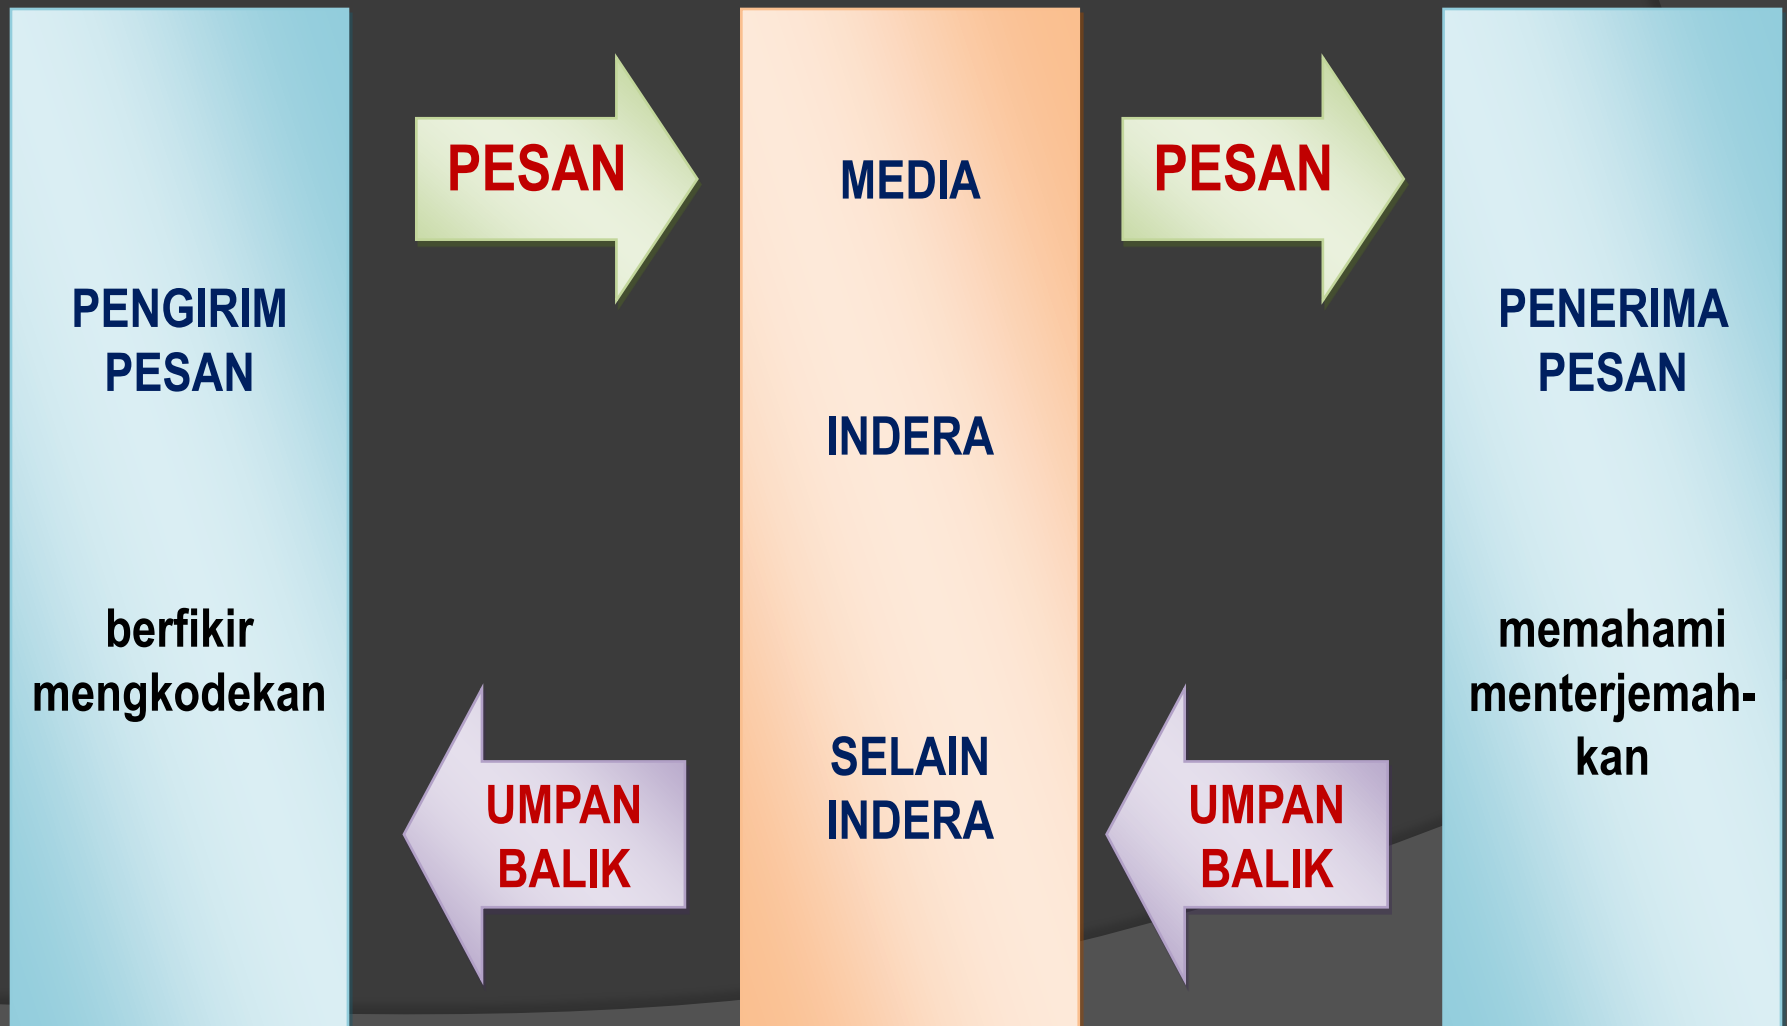 PENGIRIM
PESAN
berfikir
mengkodekan
PESAN
UMPAN
BALIK
MEDIA
INDERA
SELAIN
INDERA
PESAN
UMPAN
BALIK
PENERIMA
PESAN
memahami
menterjemah-
kan